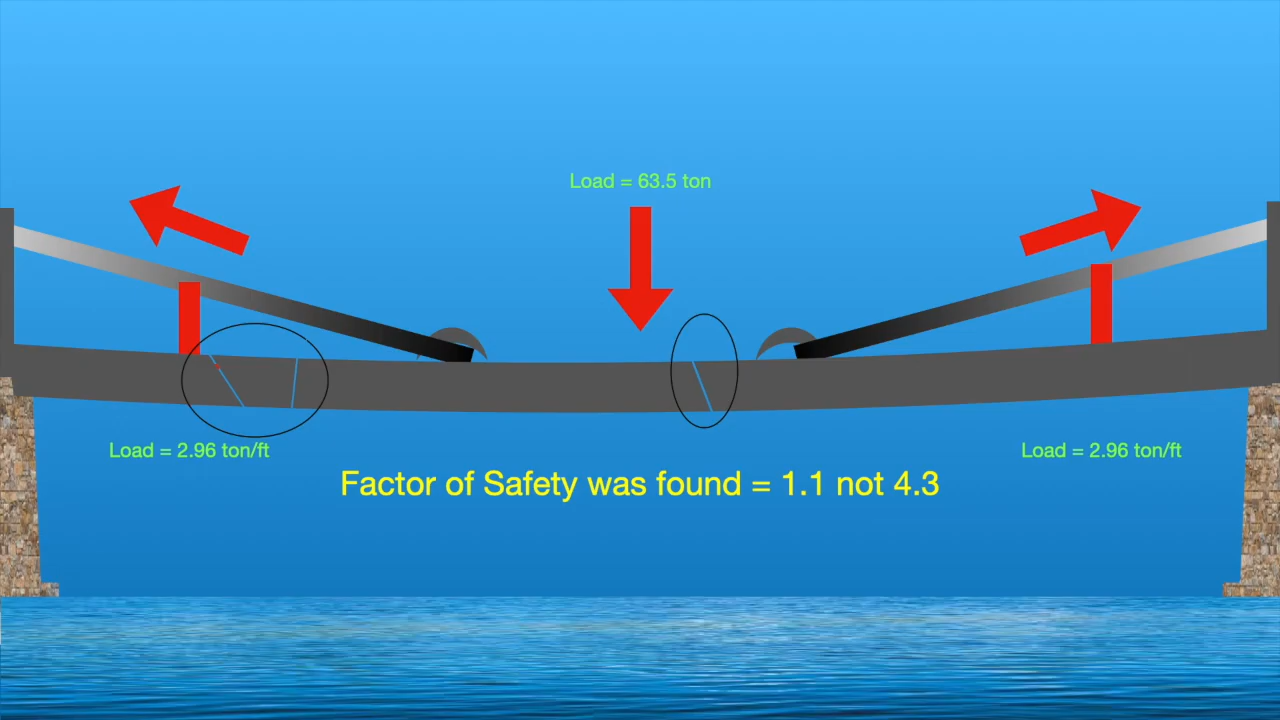 Load = 63.5 ton
Load = 2.96 ton/ft
Load = 2.96 ton/ft
Factor of Safety was found = 1.1 not 4.3